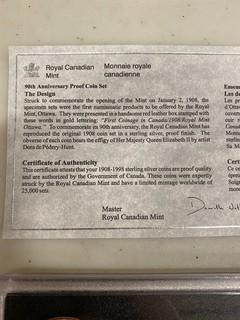 Royal Canadian
Mint
Monnaie royale
canadienne
90th Anniversary Proof Coin Set
The Design
Struck to commemorate the opening of the Mint on January 2, 1908, the
specimen sets were the first numismatic products to be offered by the Royal
Mint, Ottawa. They were presented in a handsome red leather box stamped with
these words in gold lettering: "First Coinage in Canada/1908/Royal Mint
Ottawa." To commemorate its 90th anniversary, the Royal Canadian Mint has
reproduced the original 1908 coin set in a sterling silver, proof finish. The
obverse of each coin bears the effigy of Her Majesty Queen Elizabeth II by artist
Dora de Pédery-Hunt.
Certificate of Authenticity
This certificate attests that your 1908-1998 sterling silver coins are proof quality
and are authorized by the Government of Canada. These coins were expertly
struck by the Royal Canadian Mint and have a limited mintage worldwide of
25,000 sets.
Master
Royal Canadian Mint